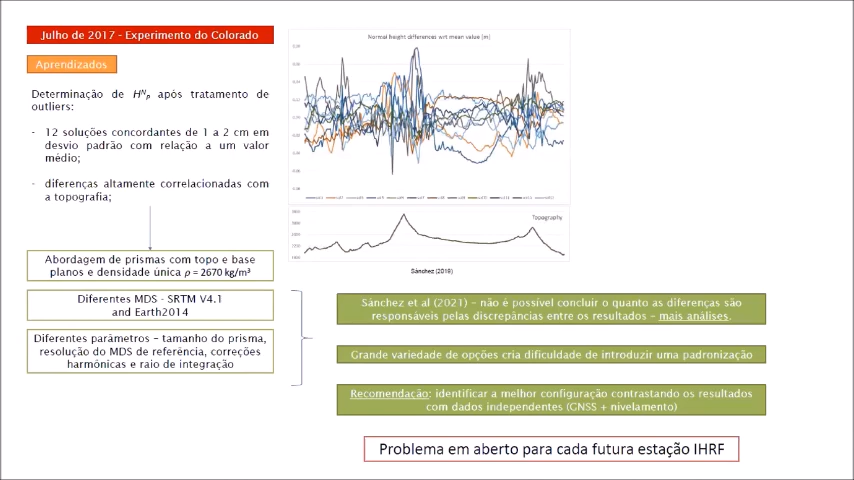 Julho de 2017 - Experimento do Colorado
Aprendizados
Determinação de Hᴺₚ após tratamento de
outliers:
- 12 soluções concordantes de 1 a 2 cm em
desvio padrão com relação a um valor
médio;
- diferenças altamente correlacionadas com
a topografia;
Abordagem de prismas com topo e base
planos e densidade única ρ = 2670 kg/m³
Diferentes MDS - SRTM V4.1
and Earth2014
Diferentes parâmetros – tamanho do prisma,
resolução do MDS de referência, correções
harmônicas e raio de integração
Normal height differences wrt mean value (m)
Topography
Sánchez (2019)
Sánchez et al (2021) – não é possível concluir o quanto as diferenças são
responsáveis pelas discrepâncias entre os resultados – mais análises.
Grande variedade de opções cria dificuldade de introduzir uma padronização
Recomendação: identificar a melhor configuração contrastando os resultados
com dados independentes (GNSS + nivelamento)
Problema em aberto para cada futura estação IHRF